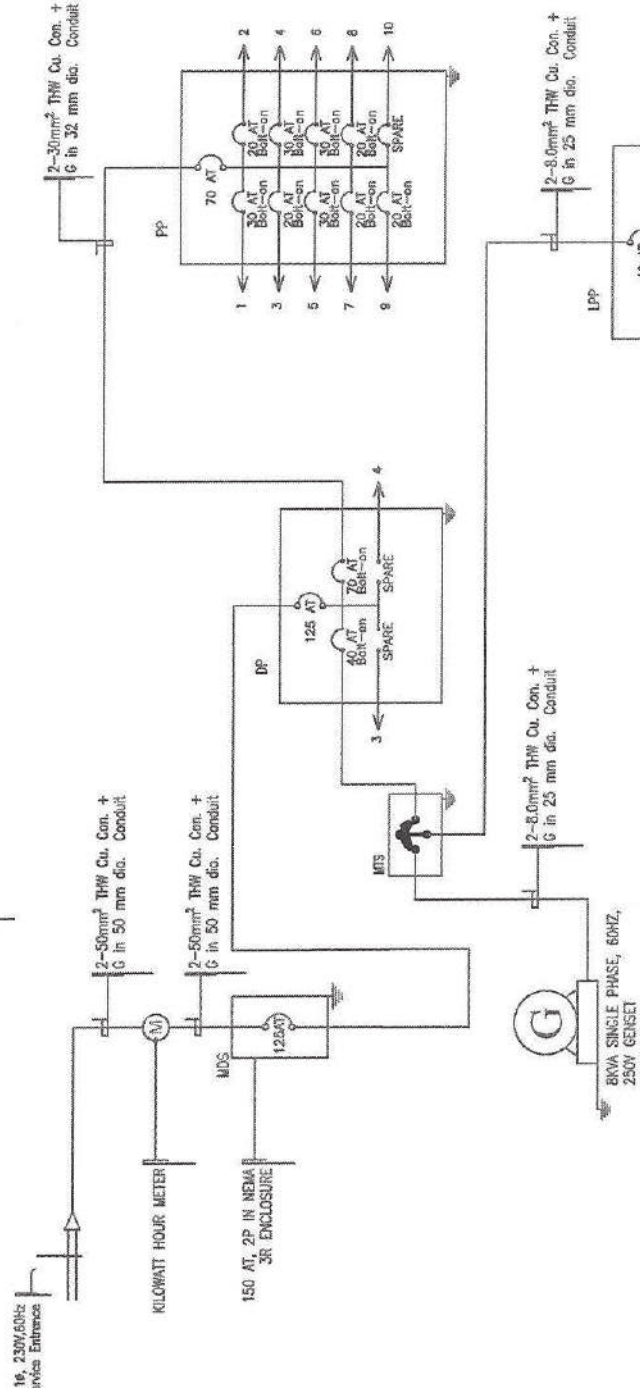 1ø, 230V,60Hz
Entrance
2-50mm² THW Cu. Con. +
G in 50 mm dia. Conduit
KILOWATT HOUR METER
M
2-50mm² THW Cu. Con. +
G in 50 mm dia. Conduit
MDS
125AT
150 AT, 2P IN NEMA
3R ENCLOSURE
DP
125 AT
40 AT
Bolt-on
70 AT
Bolt-on
3
SPARE
SPARE
4
MTS
2-8.0mm² THW Cu. Con. +
G in 25 mm dia. Conduit
G
8KVA SINGLE PHASE, 60HZ,
250V GENSET
2-30mm² THW Cu. Con. +
G in 32 mm dia. Conduit
PP
70 AT
1
30 AT
Bolt-on
20 AT
Bolt-on
2
3
20 AT
Bolt-on
30 AT
Bolt-on
4
5
30 AT
Bolt-on
30 AT
Bolt-on
6
7
20 AT
Bolt-on
20 AT
Bolt-on
8
9
20 AT
Bolt-on
SPARE
10
2-8.0mm² THW Cu. Con. +
G in 25 mm dia. Conduit
LPP